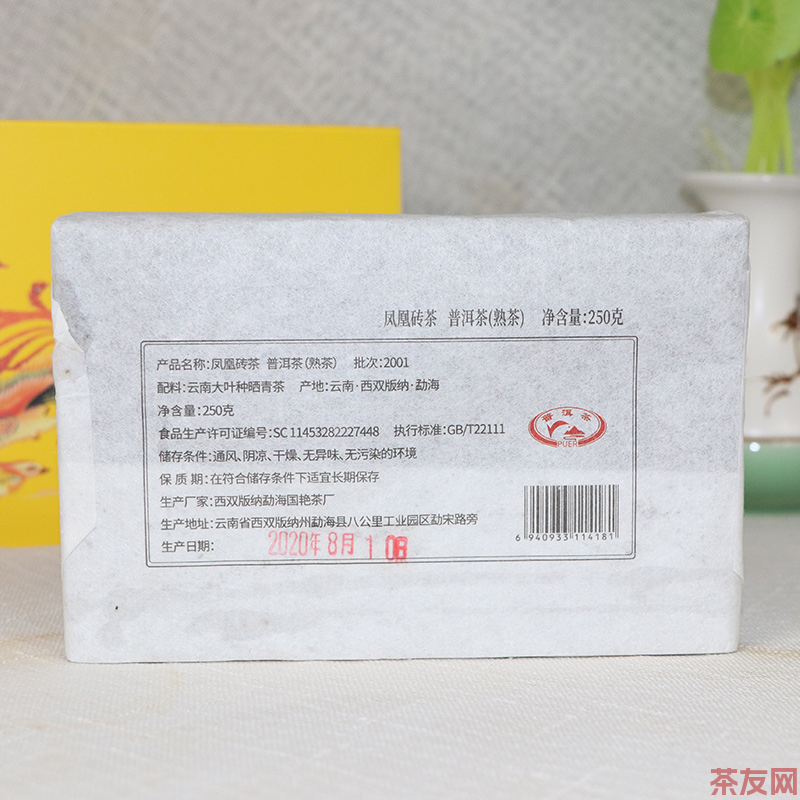 凤凰砖茶 普洱茶(熟茶) 净含量:250克
产品名称:凤凰砖茶 普洱茶(熟茶) 批次:2001
配料:云南大叶种晒青茶 产地:云南·西双版纳·勐海
净含量:250克
食品生产许可证编号:SC 11453282227448 执行标准:GB/T22111
储存条件:通风、阴凉、干燥、无异味、无污染的环境
保 质 期:在符合储存条件下适宜长期保存
生产厂家:西双版纳勐海国艳茶厂
生产地址:云南省西双版纳州勐海县八公里工业园区勐宋路旁
生产日期: 2020年8月10日
普洱茶
PUER
6 940933 114181
茶友网